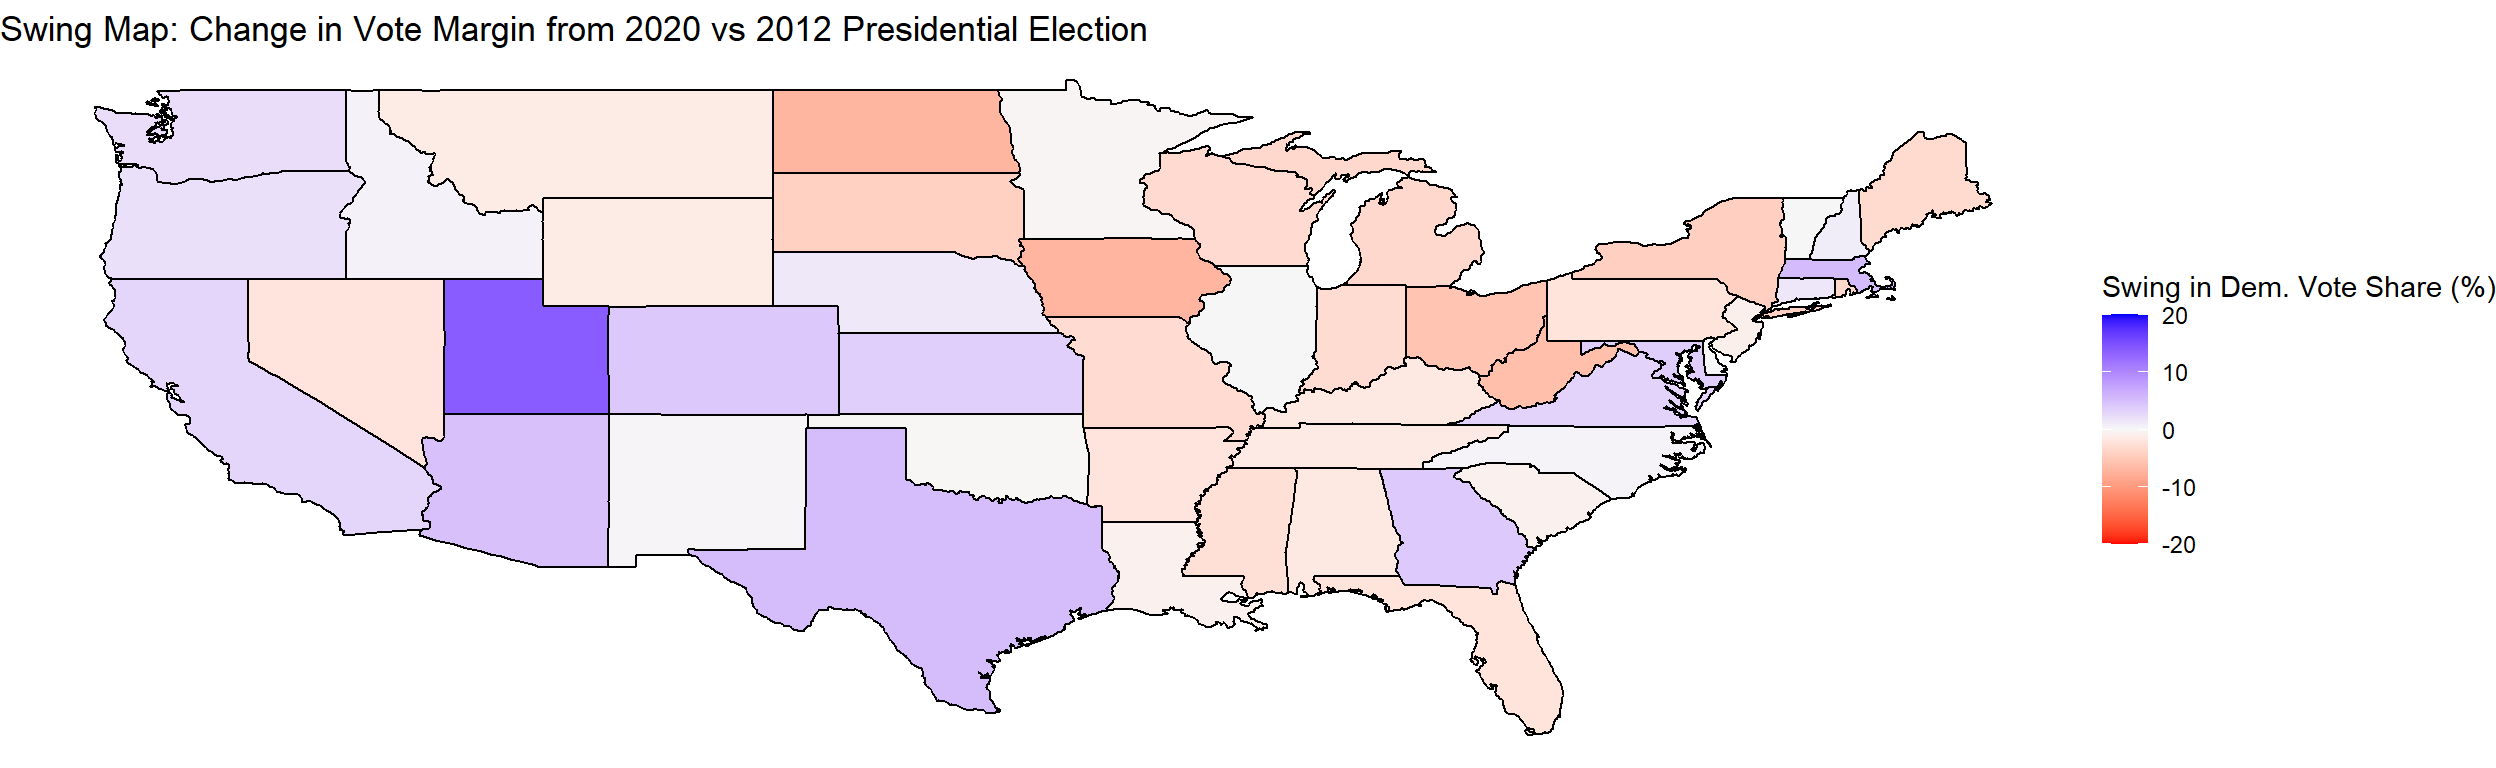 Swing Map: Change in Vote Margin from 2020 vs 2012 Presidential Election
Swing in Dem. Vote Share (%)
20
10
0
-10
-20